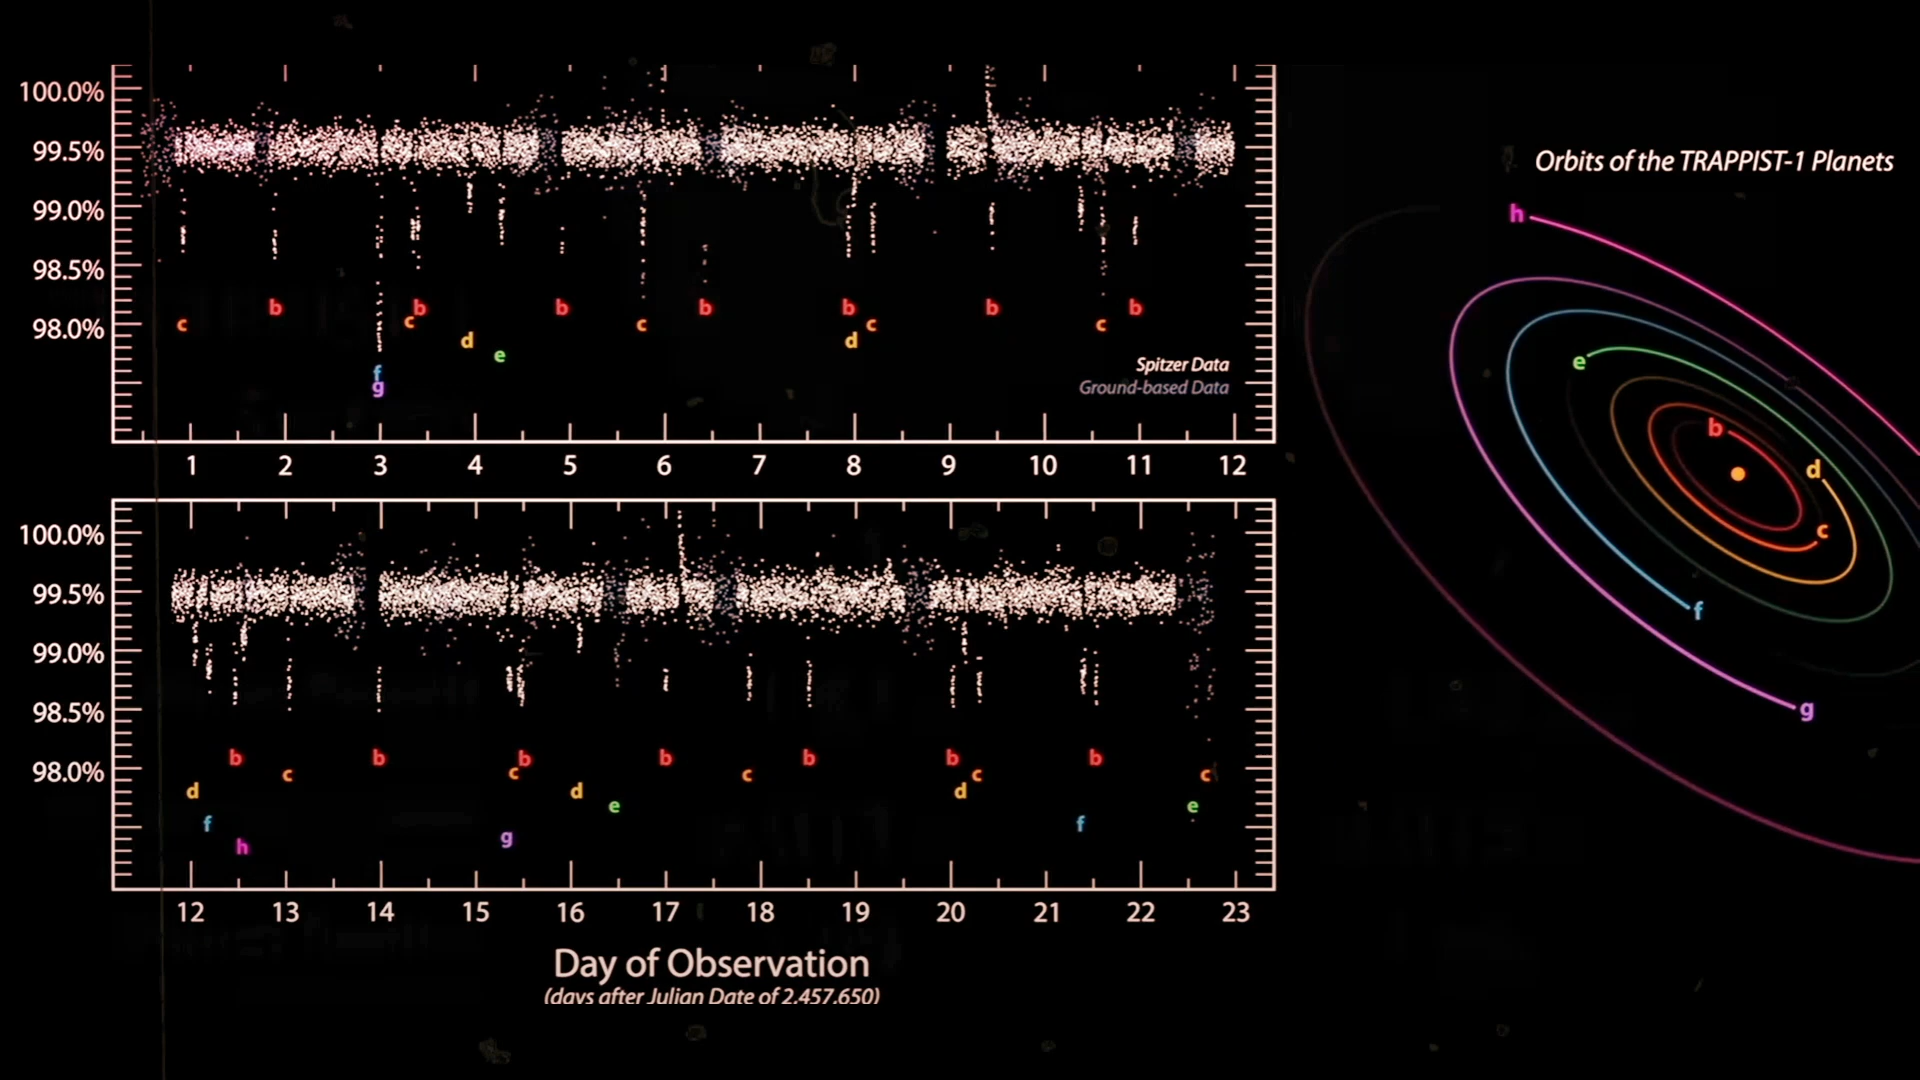 100.0%
99.5%
99.0%
98.5%
98.0%
c b f g c b d e b c b b d c b c b
Spitzer Data
Ground-based Data
1 2 3 4 5 6 7 8 9 10 11 12
100.0%
99.5%
99.0%
98.5%
98.0%
d f b h c b g c b d e b c b b d c f b e c
12 13 14 15 16 17 18 19 20 21 22 23
Day of Observation
(days after Julian Date of 2,457,650)
Orbits of the TRAPPIST-1 Planets
h
e
b
d
c
f
g